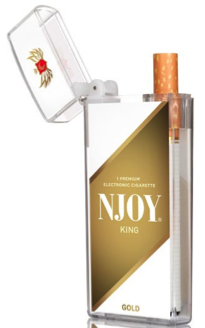 1 PREMIUM
ELECTRONIC CIGARETTE
NJOY®
KING
GOLD